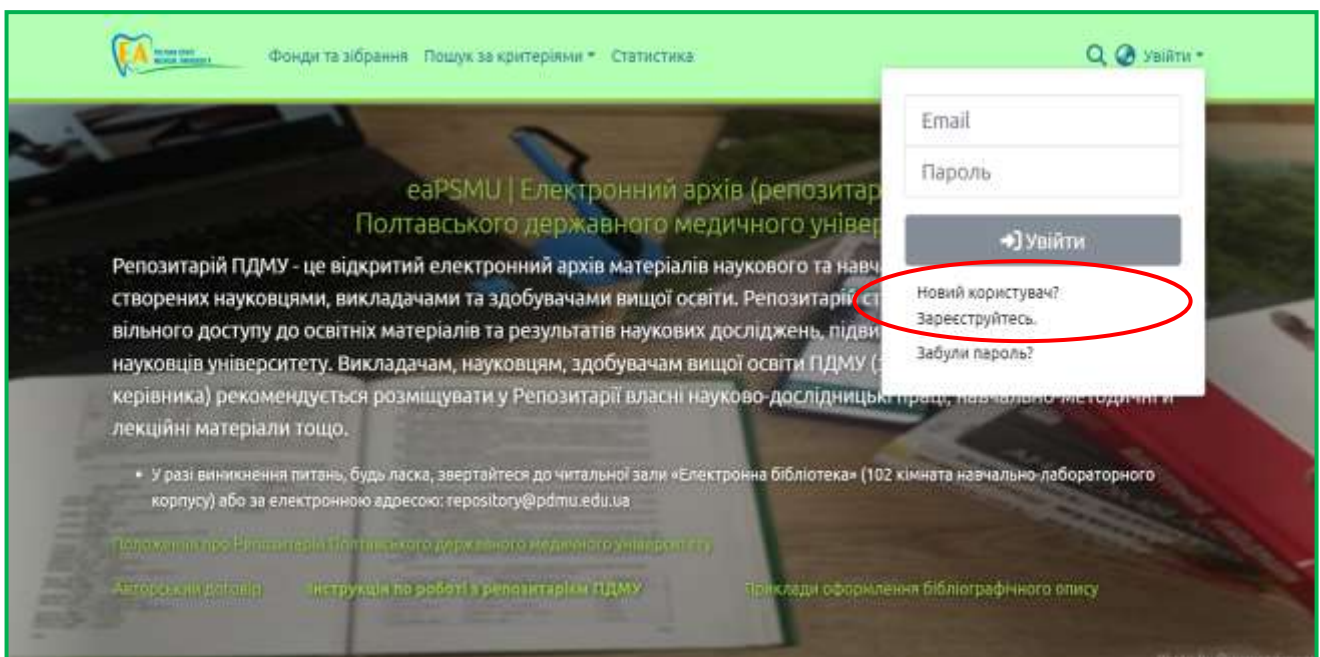 EA
Фонди та зібрання Пошук за критеріями Статистика
Увійти
Email
Пароль
Увійти
Новий користувач?
Зареєструйтесь.
Забули пароль?
eaPSMU | Електронний архів (репозитар
Полтавського державного медичного універ
Репозитарій ПДМУ - це відкритий електронний архів матеріалів наукового та навч
створених науковцями, викладачами та здобувачами вищої освіти. Репозитарій ст
вільного доступу до освітніх матеріалів та результатів наукових досліджень, підви
науковців університету. Викладачам, науковцям, здобувачам вищої освіти ПДМУ (
керівника) рекомендується розміщувати у Репозитарії власні науково-дослідницькі праці, навчально-методичні й
лекційні матеріали тощо.
• У разі виникнення питань, будь ласка, звертайтеся до читальної зали «Електронна бібліотека» (102 кімната навчально-лабораторного
корпусу) або за електронною адресою: repository@pdmu.edu.ua
Положення про Репозитарій Полтавського державного медичного університету
Авторський договір Інструкція по роботі з репозитарієм ПДМУ Приклади оформлення бібліографічного опису